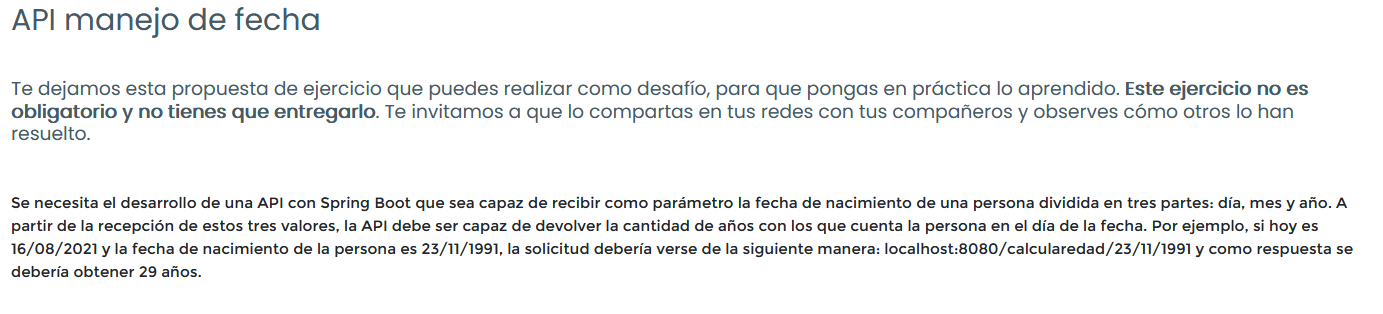 API manejo de fecha
Te dejamos esta propuesta de ejercicio que puedes realizar como desafío, para que pongas en práctica lo aprendido. Este ejercicio no es
obligatorio y no tienes que entregarlo. Te invitamos a que lo compartas en tus redes con tus compañeros y observes cómo otros lo han
resuelto.
Se necesita el desarrollo de una API con Spring Boot que sea capaz de recibir como parámetro la fecha de nacimiento de una persona dividida en tres partes: día, mes y año. A
partir de la recepción de estos tres valores, la API debe ser capaz de devolver la cantidad de años con los que cuenta la persona en el día de la fecha. Por ejemplo, si hoy es
16/08/2021 y la fecha de nacimiento de la persona es 23/11/1991, la solicitud debería verse de la siguiente manera: localhost:8080/calcularedad/23/11/1991 y como respuesta se
debería obtener 29 años.